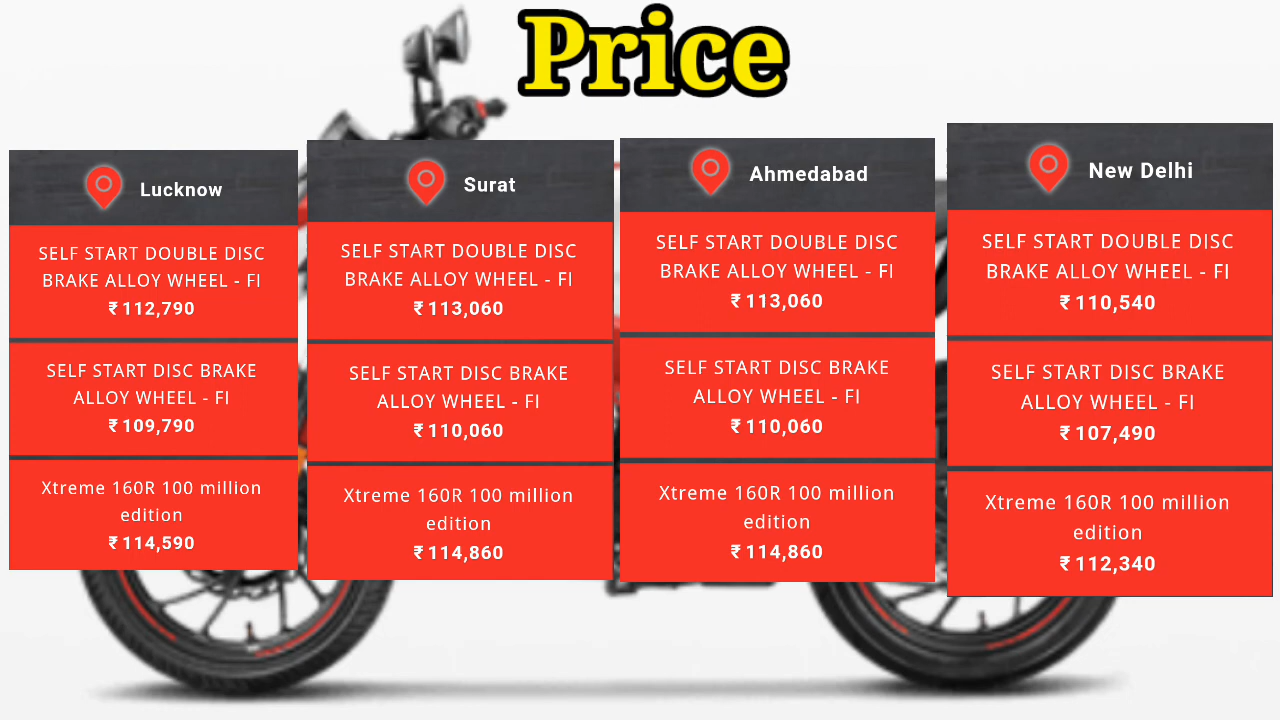 Price
Lucknow
SELF START DOUBLE DISC
BRAKE ALLOY WHEEL - FI
₹ 112,790
SELF START DISC BRAKE
ALLOY WHEEL - FI
₹ 109,790
Xtreme 160R 100 million
edition
₹ 114,590
Surat
SELF START DOUBLE DISC
BRAKE ALLOY WHEEL - FI
₹ 113,060
SELF START DISC BRAKE
ALLOY WHEEL - FI
₹ 110,060
Xtreme 160R 100 million
edition
₹ 114,860
Ahmedabad
SELF START DOUBLE DISC
BRAKE ALLOY WHEEL - FI
₹ 113,060
SELF START DISC BRAKE
ALLOY WHEEL - FI
₹ 110,060
Xtreme 160R 100 million
edition
₹ 114,860
New Delhi
SELF START DOUBLE DISC
BRAKE ALLOY WHEEL - FI
₹ 110,540
SELF START DISC BRAKE
ALLOY WHEEL - FI
₹ 107,490
Xtreme 160R 100 million
edition
₹ 112,340